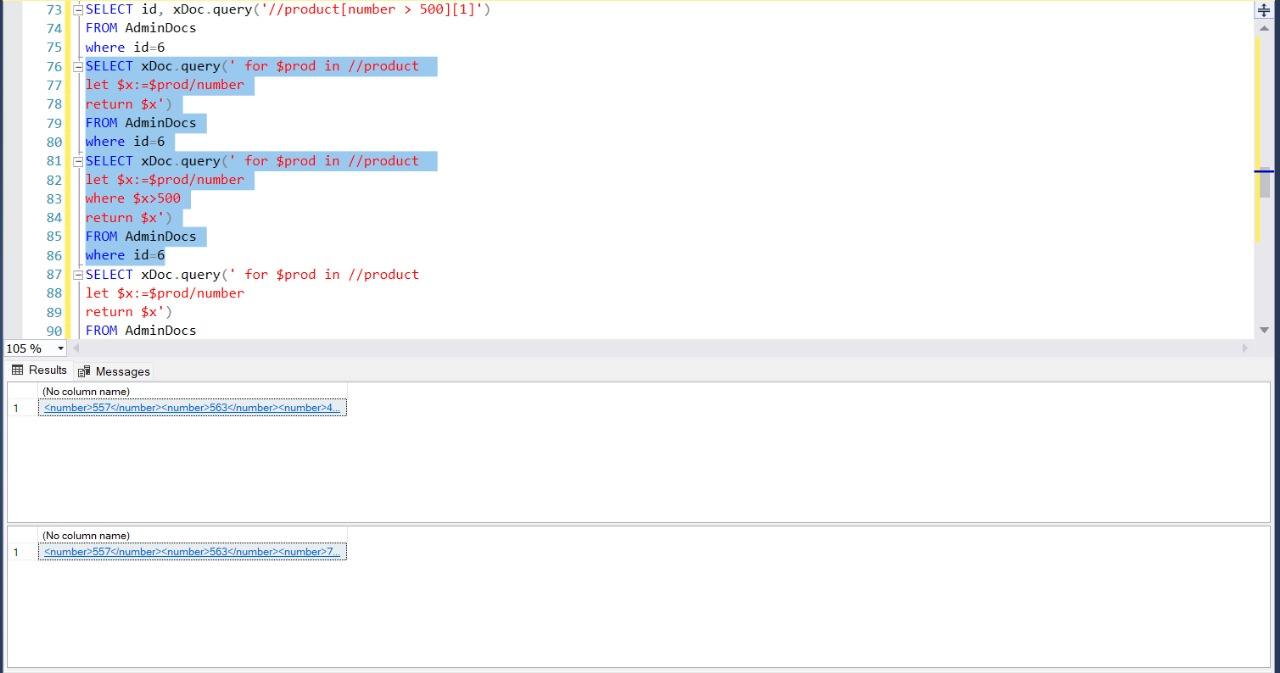 73 SELECT id, xDoc.query('//product[number > 500][1]')
74 FROM AdminDocs
75 where id=6
76 SELECT xDoc.query(' for $prod in //product
77 let $x:=$prod/number
78 return $x')
79 FROM AdminDocs
80 where id=6
81 SELECT xDoc.query(' for $prod in //product
82 let $x:=$prod/number
83 where $x>500
84 return $x')
85 FROM AdminDocs
86 where id=6
87 SELECT xDoc.query(' for $prod in //product
88 let $x:=$prod/number
89 return $x')
90 FROM AdminDocs
105 %
Results Messages
(No column name)
1 <number>557</number><number>563</number><number>4...
(No column name)
1 <number>557</number><number>563</number><number>7...